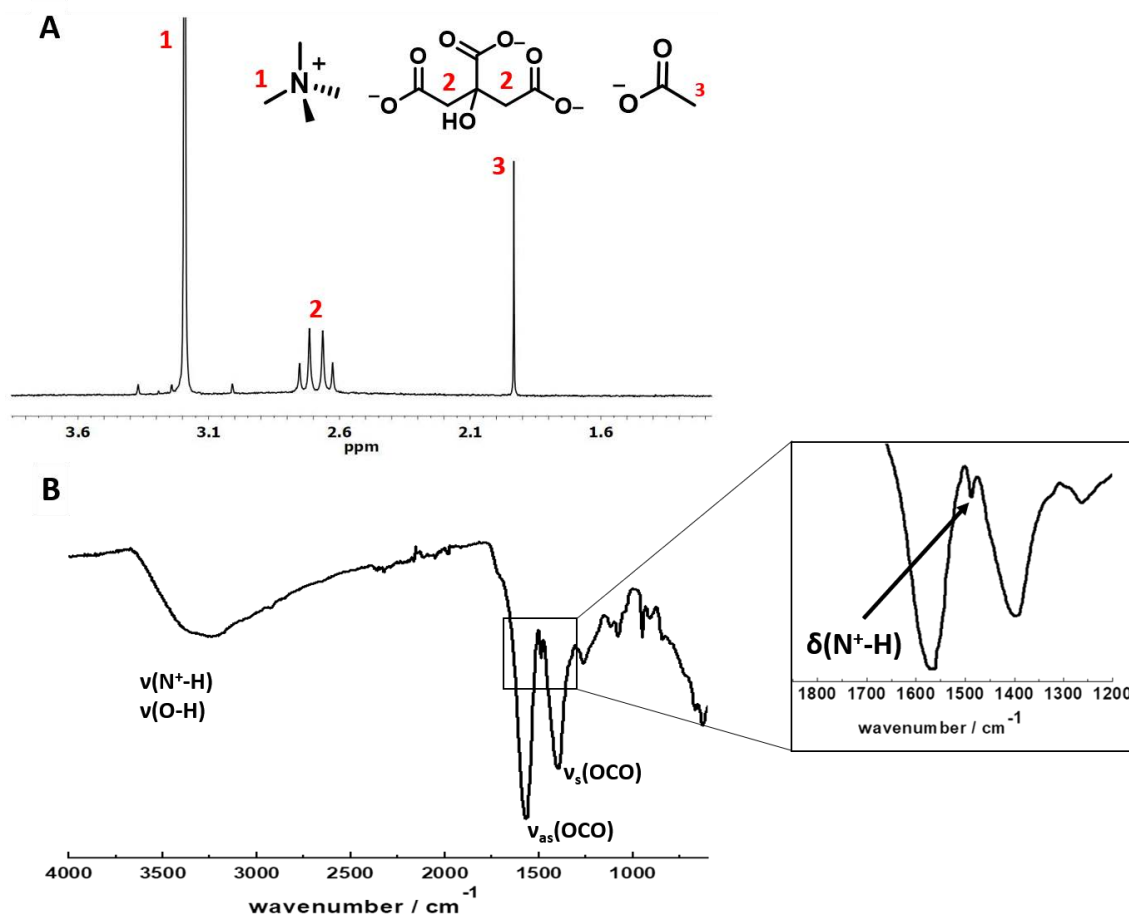 A
1
1
N
+
O
O–
O
O
–O
2
2
O–
HO
O
–O
3
3
2
3.6
3.1
2.6
2.1
1.6
ppm
B
ν(N+-H)
ν(O-H)
νs(OCO)
νas(OCO)
4000
3500
3000
2500
2000
1500
1000
wavenumber / cm-1
δ(N+-H)
1800
1700
1600
1500
1400
1300
1200
wavenumber / cm-1